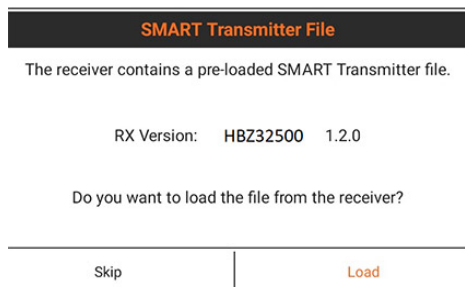 SMART Transmitter File
The receiver contains a pre-loaded SMART Transmitter file.
RX Version: HBZ32500 1.2.0
Do you want to load the file from the receiver?
Skip Load